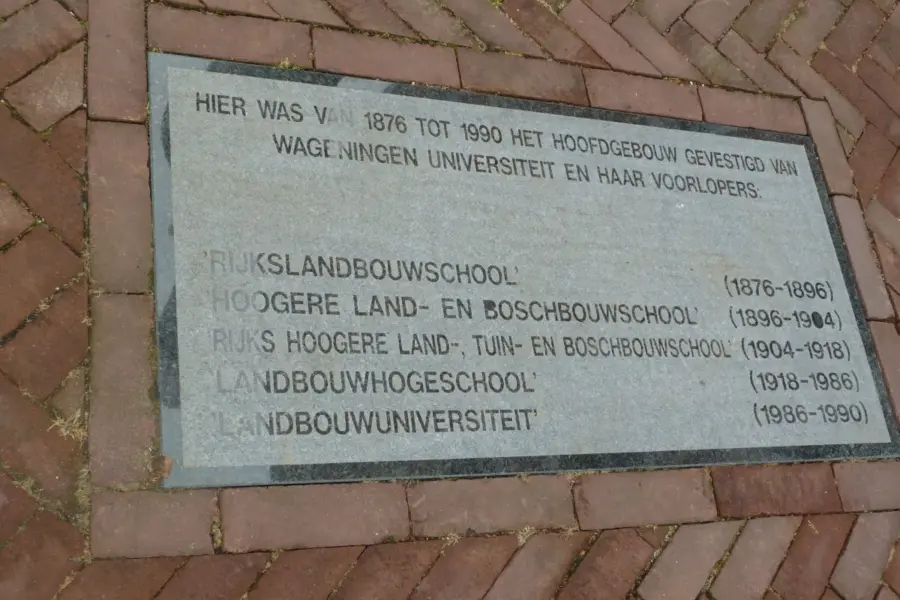 HIER WAS VAN 1876 TOT 1990 HET HOOFDGEBOUW GEVESTIGD VAN
WAGENINGEN UNIVERSITEIT EN HAAR VOORLOPERS:
'RIJKSLANDBOUWSCHOOL' (1876-1896)
'HOOGERE LAND- EN BOSCHBOUWSCHOOL' (1896-1904)
'RIJKS HOOGERE LAND-, TUIN- EN BOSCHBOUWSCHOOL' (1904-1918)
'LANDBOUWHOGESCHOOL' (1918-1986)
'LANDBOUWUNIVERSITEIT' (1986-1990)